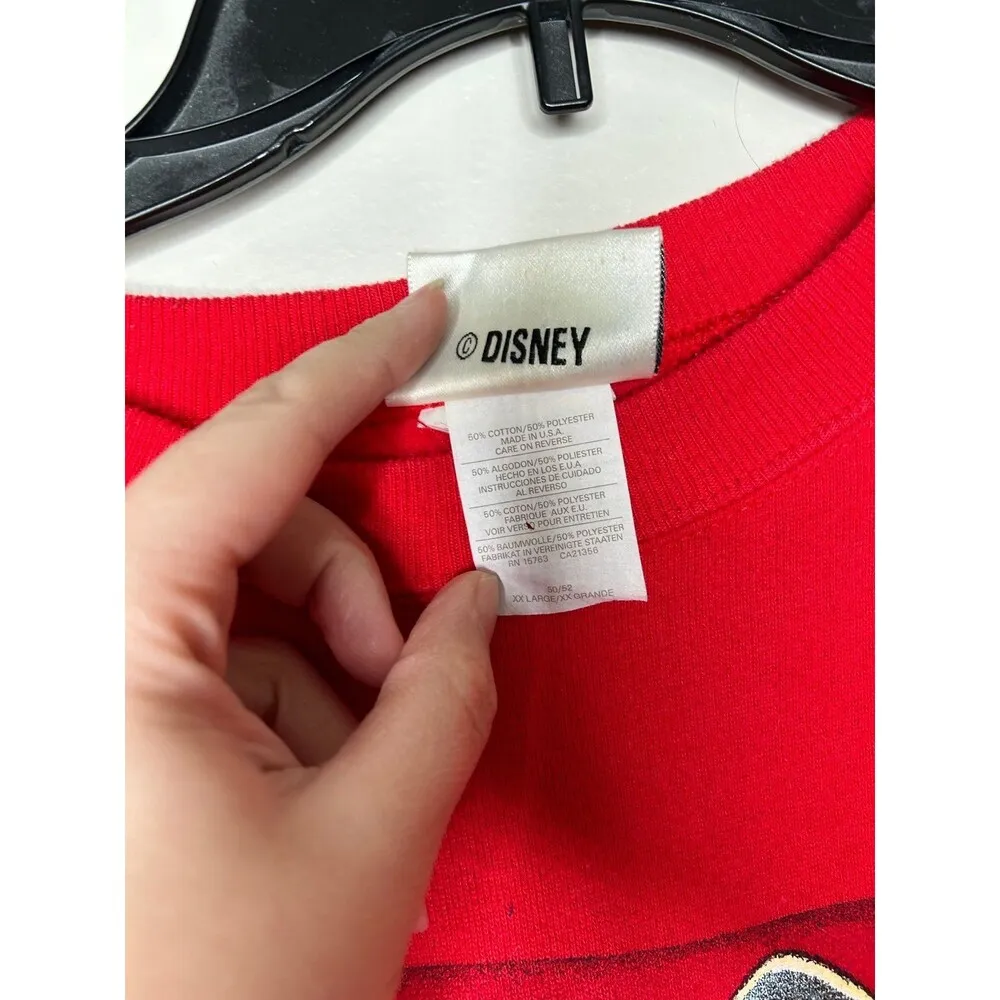 © DISNEY
50% COTTON/50% POLYESTER
MADE IN U.S.A.
CARE ON REVERSE
50% ALGODON/50% POLIESTER
HECHO EN LOS E.U.A
INSTRUCCIONES DE CUIDADO
AL REVERSO
50% COTON/50% POLYESTER
FABRIQUE AUX E.U.
VOIR VERSO POUR ENTRETIEN
50% BAUMWOLLE/50% POLYESTER
FABRIKAT IN VEREINIGTE STAATEN
RN 15763 CA21356
50/52
XX LARGE/XX GRANDE